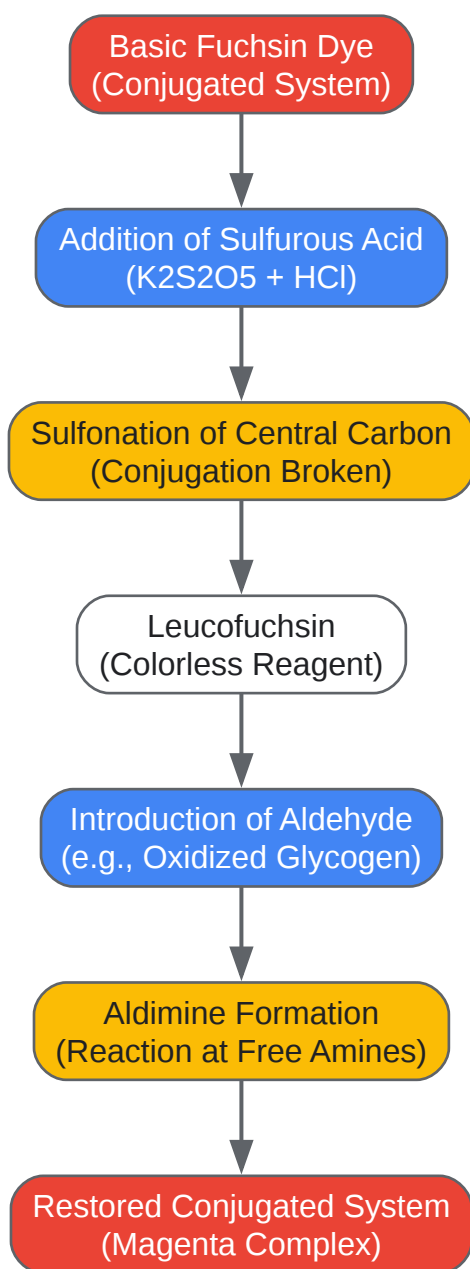 Basic Fuchsin Dye
(Conjugated System)
Addition of Sulfurous Acid
(K2S2O5 + HCl)
Sulfonation of Central Carbon
(Conjugation Broken)
Leucofuchsin
(Colorless Reagent)
Introduction of Aldehyde
(e.g., Oxidized Glycogen)
Aldimine Formation
(Reaction at Free Amines)
Restored Conjugated System
(Magenta Complex)